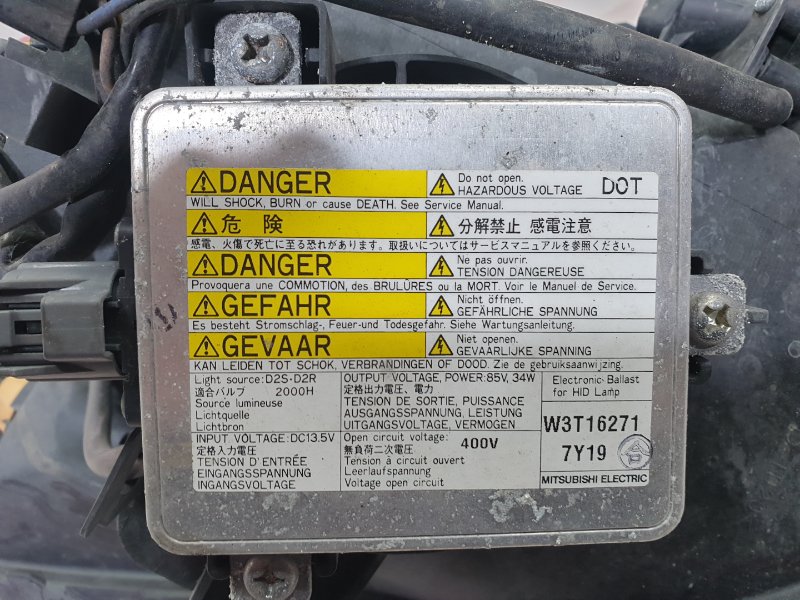 DANGER
Do not open.
HAZARDOUS VOLTAGE DOT
WILL SHOCK, BURN or cause DEATH. See Service Manual.
危 険
分解禁止 感電注意
感電、火傷で死亡に至る恐れがあります。取扱いについてはサービスマニュアルを参照ください。
DANGER
Ne pas ouvrir.
TENSION DANGEREUSE
Provoquera une COMMOTION, des BRULÛRES ou la MORT. Voir le Manuel de Service.
GEFAHR
Nicht öffnen.
GEFÄHRLICHE SPANNUNG
Es besteht Stromschlag-, Feuer-und Todesgefahr. Siehe Wartungsanleitung.
GEVAAR
Niet openen.
GEVAARLIJKE SPANNING
KAN LEIDEN TOT SCHOK, VERBRANDINGEN OF DOOD. Zie de gebruiksaanwijzing.
Light source:D2S·D2R
適合バルブ 2000H
Source lumineuse
Lichtquelle
Lichtbron
OUTPUT VOLTAGE, POWER:85V, 34W
定格出力電圧、電力
TENSION DE SORTIE, PUISSANCE
AUSGANGSSPANNUNG, LEISTUNG
UITGANGSVOLTAGE, VERMOGEN
Electronic Ballast
for HID Lamp
W3T16271
7Y19
MITSUBISHI ELECTRIC
INPUT VOLTAGE:DC13.5V
定格入力電圧
TENSION D'ENTRÉE
EINGANGSSPANNUNG
INGANGSVOLTAGE
Open circuit voltage: 400V
無負荷二次電圧
Tension à circuit ouvert
Leerlaufspannung
Voltage open circuit